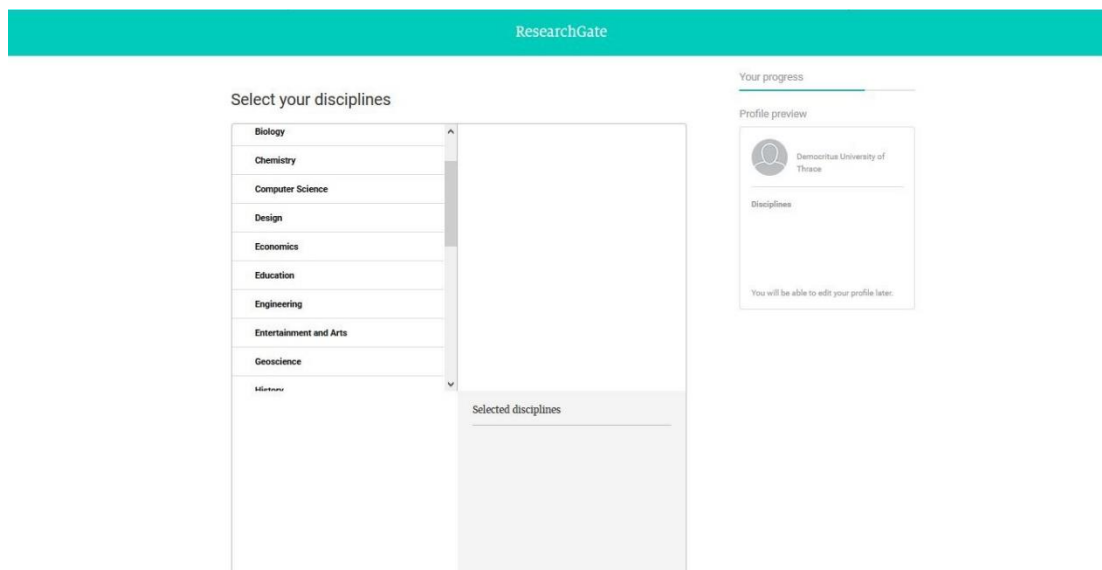 ResearchGate
Select your disciplines
Biology
Chemistry
Computer Science
Design
Economics
Education
Engineering
Entertainment and Arts
Geoscience
History
Selected disciplines
Your progress
Profile preview
Democritus University of
Thrace
Disciplines
You will be able to edit your profile later.